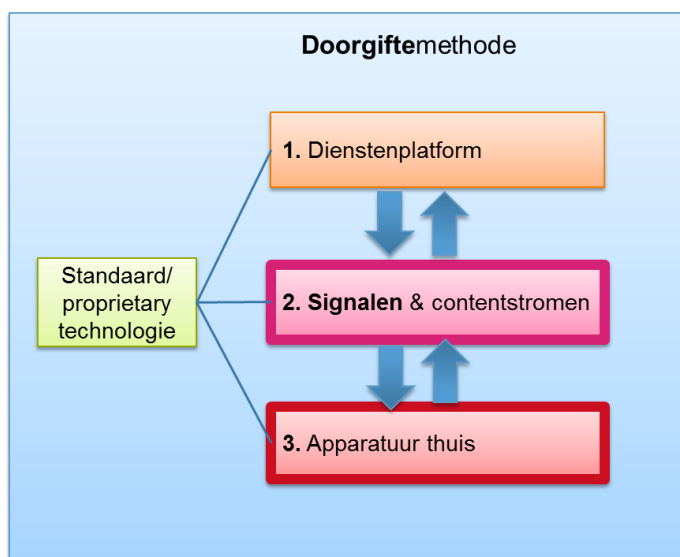 Doorgiftemethode
1. Dienstenplatform
Standaard/
proprietary
technologie
2. Signalen & contentstromen
3. Apparatuur thuis